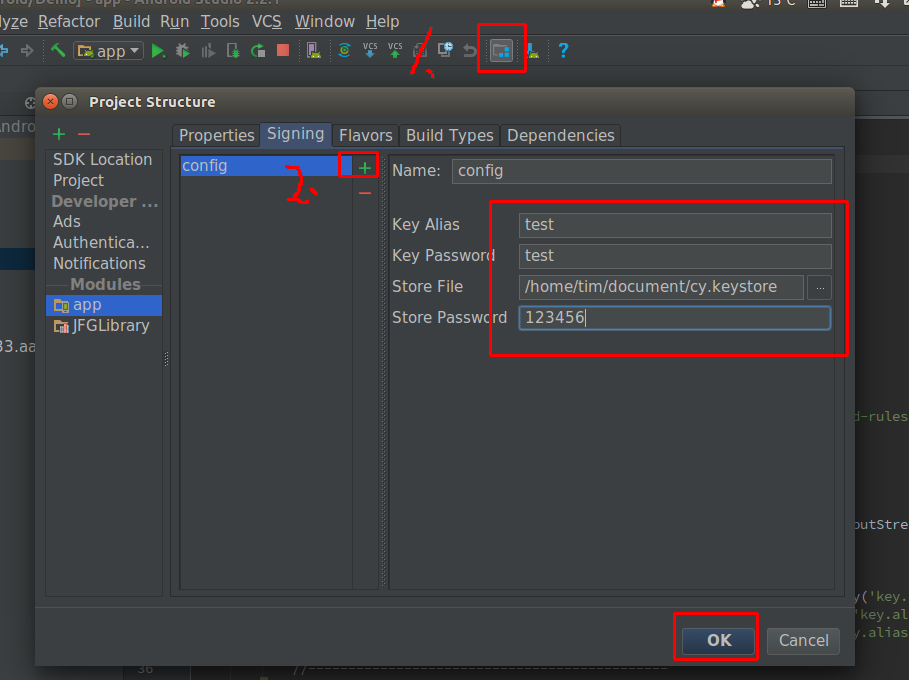 Refactor Build Run Tools VCS Window Help
app
VCS VCS
1.
?
Project Structure
Properties Signing Flavors Build Types Dependencies
SDK Location
Project
Developer ...
Ads
Authentica...
Notifications
Modules
app
JFGLibrary
config
2.
Name: config
Key Alias test
Key Password test
Store File /home/tim/document/cy.keystore ...
Store Password 123456
33.aa
d-rules
outStre
y('key.
'key.al
y.alias
OK Cancel
36 //------------------------------------------